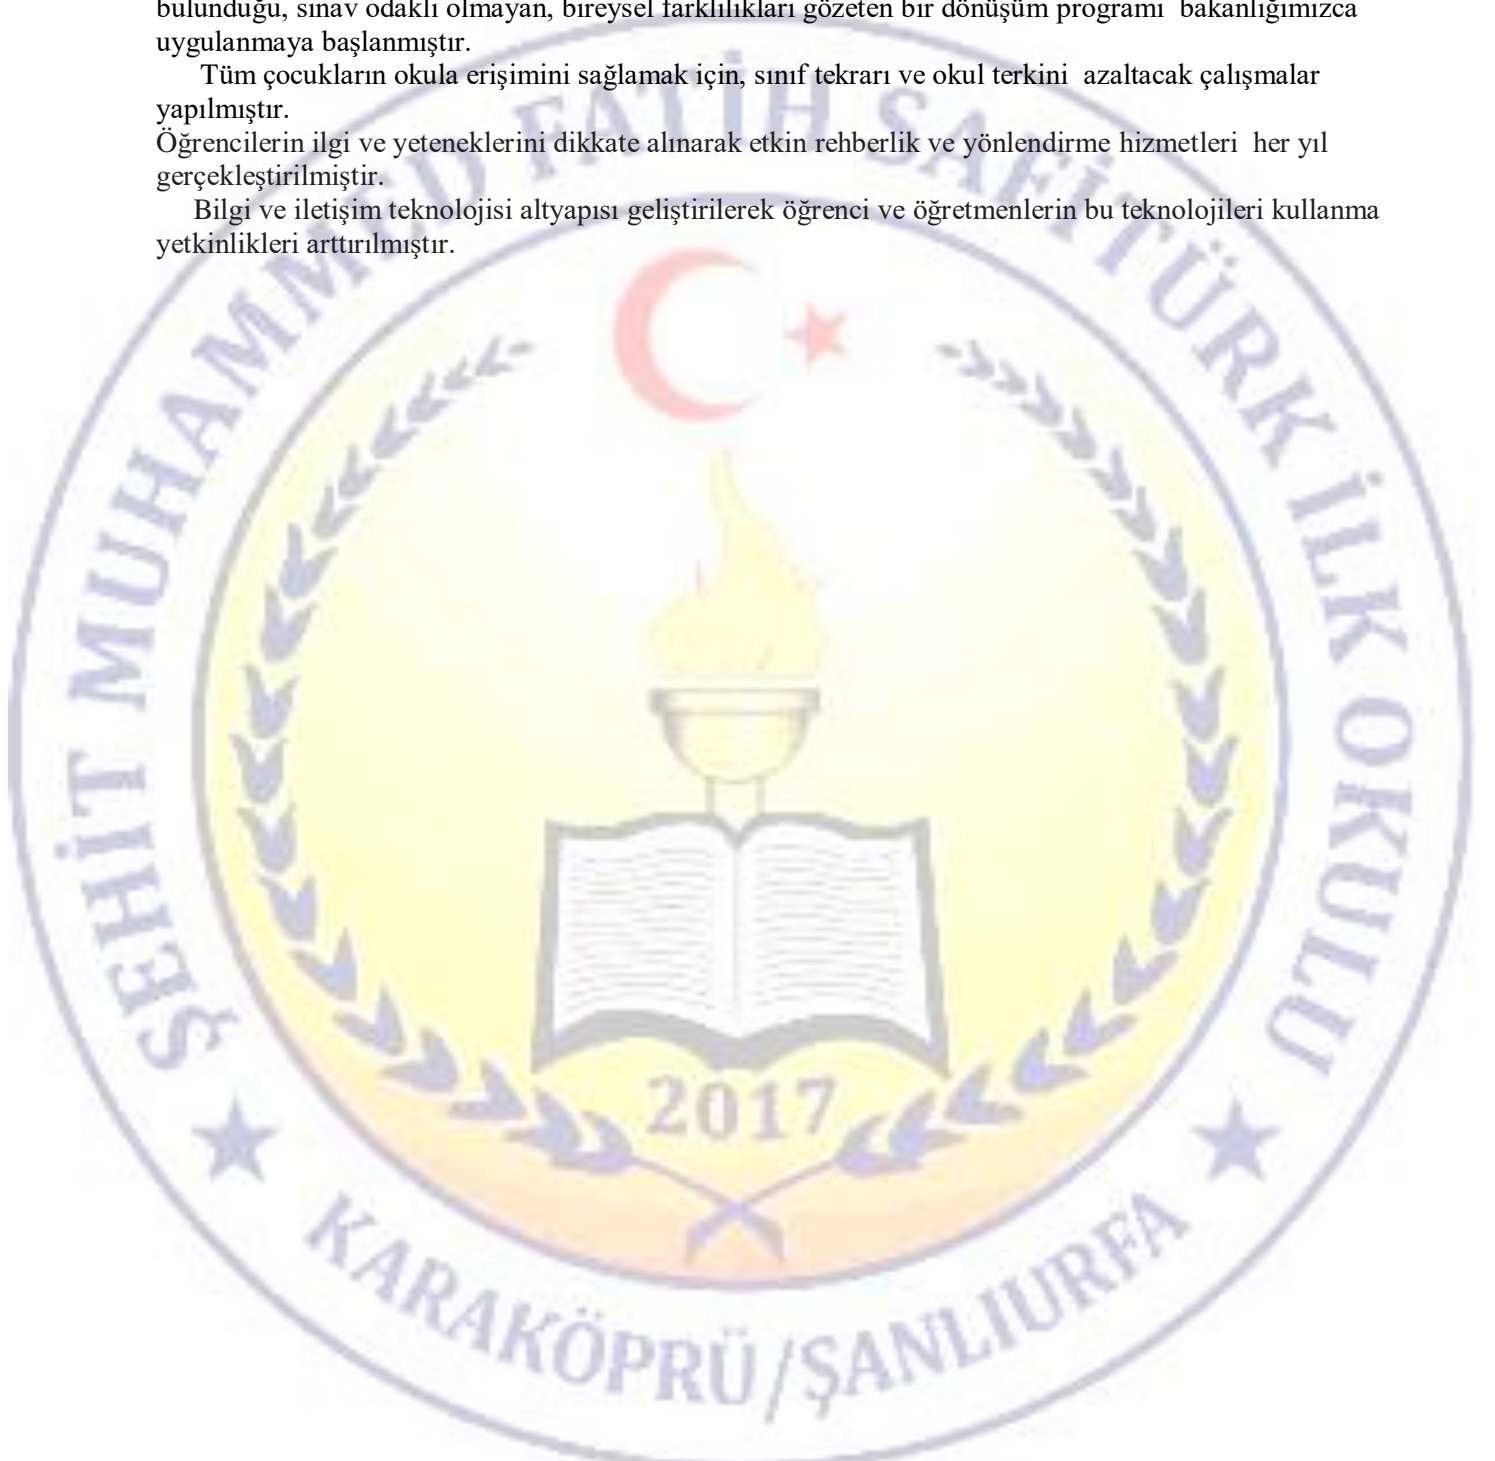 bulunduğu, sınav odaklı olmayan, bireysel farklılıkları gözeten bir dönüşüm programı bakanlığımızca
uygulanmaya başlanmıştır.
Tüm çocukların okula erişimini sağlamak için, sınıf tekrarı ve okul terkini azaltacak çalışmalar
yapılmıştır.
Öğrencilerin ilgi ve yeteneklerini dikkate alınarak etkin rehberlik ve yönlendirme hizmetleri her yıl
gerçekleştirilmiştir.
Bilgi ve iletişim teknolojisi altyapısı geliştirilerek öğrenci ve öğretmenlerin bu teknolojileri kullanma
yetkinlikleri arttırılmıştır.
ŞEHİT MUHAMMED FATİH SAFİTÜRK İLK OKULU
2017
KARAKÖPRÜ/ŞANLIURFA